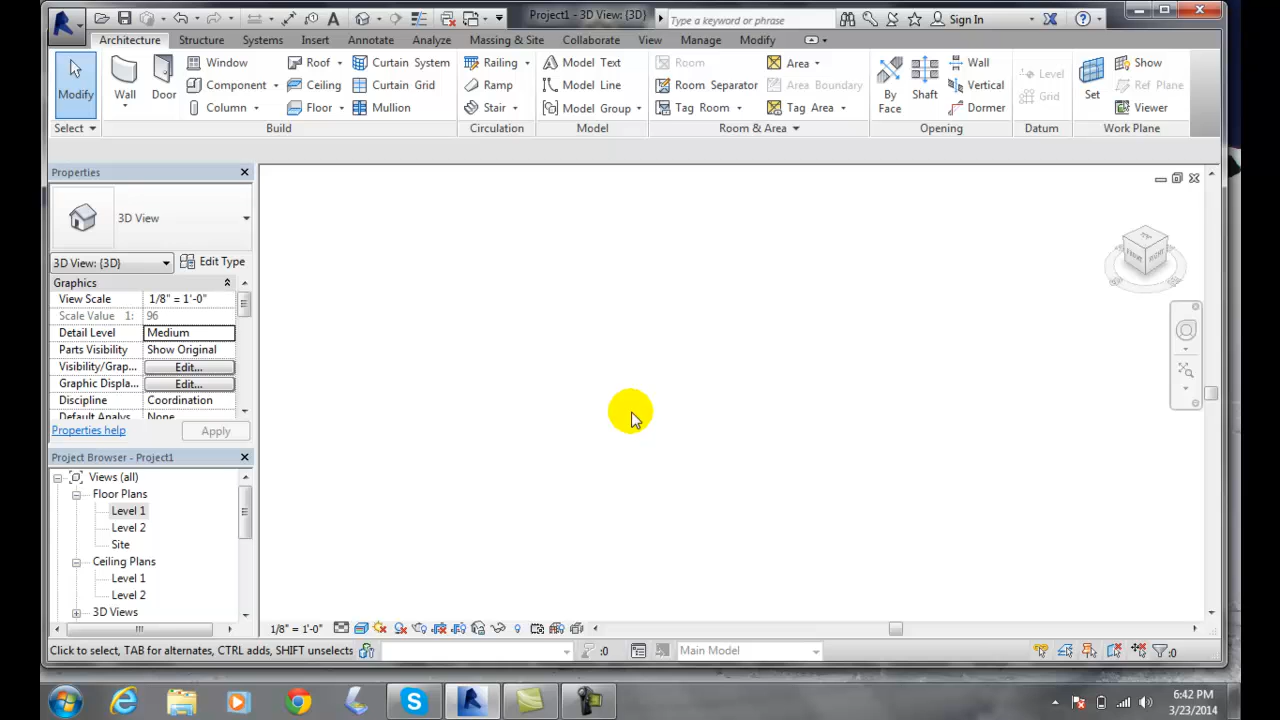 Project1 - 3D View: {3D}
Type a keyword or phrase
Sign In
Architecture
Structure
Systems
Insert
Annotate
Analyze
Massing & Site
Collaborate
View
Manage
Modify
Modify
Select
Wall
Door
Window
Component
Column
Roof
Ceiling
Floor
Curtain System
Curtain Grid
Mullion
Build
Railing
Ramp
Stair
Circulation
Model Text
Model Line
Model Group
Model
Room
Room Separator
Tag Room
Area
Area Boundary
Tag Area
Room & Area
By Face
Shaft
Wall
Vertical
Dormer
Opening
Level
Grid
Datum
Set
Show
Ref Plane
Viewer
Work Plane
Properties
3D View
3D View: {3D}
Edit Type
Graphics
View Scale 1/8" = 1'-0"
Scale Value 1: 96
Detail Level Medium
Parts Visibility Show Original
Visibility/Grap... Edit...
Graphic Displa... Edit...
Discipline Coordination
Default Analys None
Properties help
Apply
Project Browser - Project1
Views (all)
Floor Plans
Level 1
Level 2
Site
Ceiling Plans
Level 1
Level 2
3D Views
TOP
FRONT
RIGHT
1/8" = 1'-0"
Click to select, TAB for alternates, CTRL adds, SHIFT unselects
:0
Main Model
:0
6:42 PM
3/23/2014